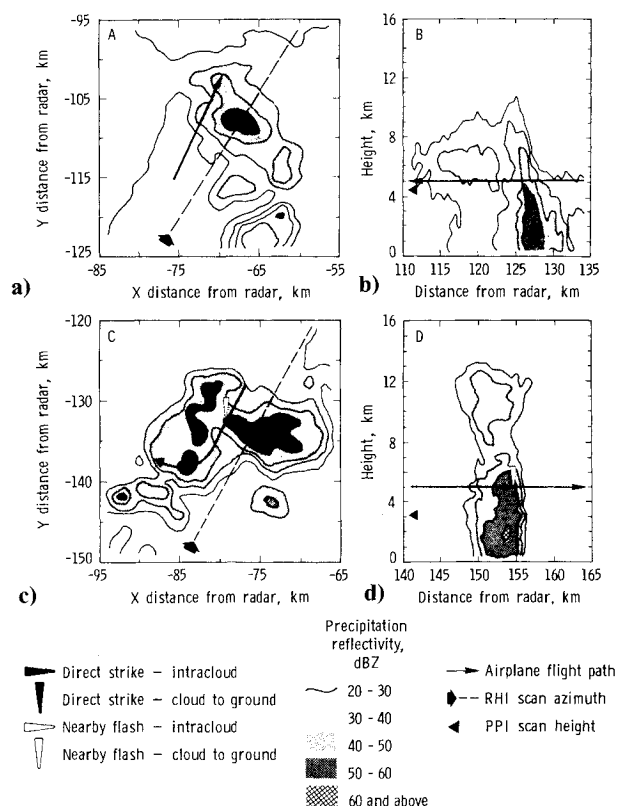 A
-95
-105
-115
-125
Y distance from radar, km
-85 -75 -65 -55
X distance from radar, km
a)
B
16
12
8
4
0
Height, km
110 115 120 125 130 134
Distance from radar, km
b)
C
-120
-130
-140
-150
Y distance from radar, km
-95 -85 -75 -65
X distance from radar, km
c)
D
16
12
8
4
0
Height, km
140 145 150 155 160 165
Distance from radar, km
d)
Direct strike – intracloud
Direct strike – cloud to ground
Nearby flash – intracloud
Nearby flash – cloud to ground
Precipitation
reflectivity,
dBZ
20 - 30
30 - 40
40 - 50
50 - 60
60 and above
Airplane flight path
RHI scan azimuth
PPI scan height